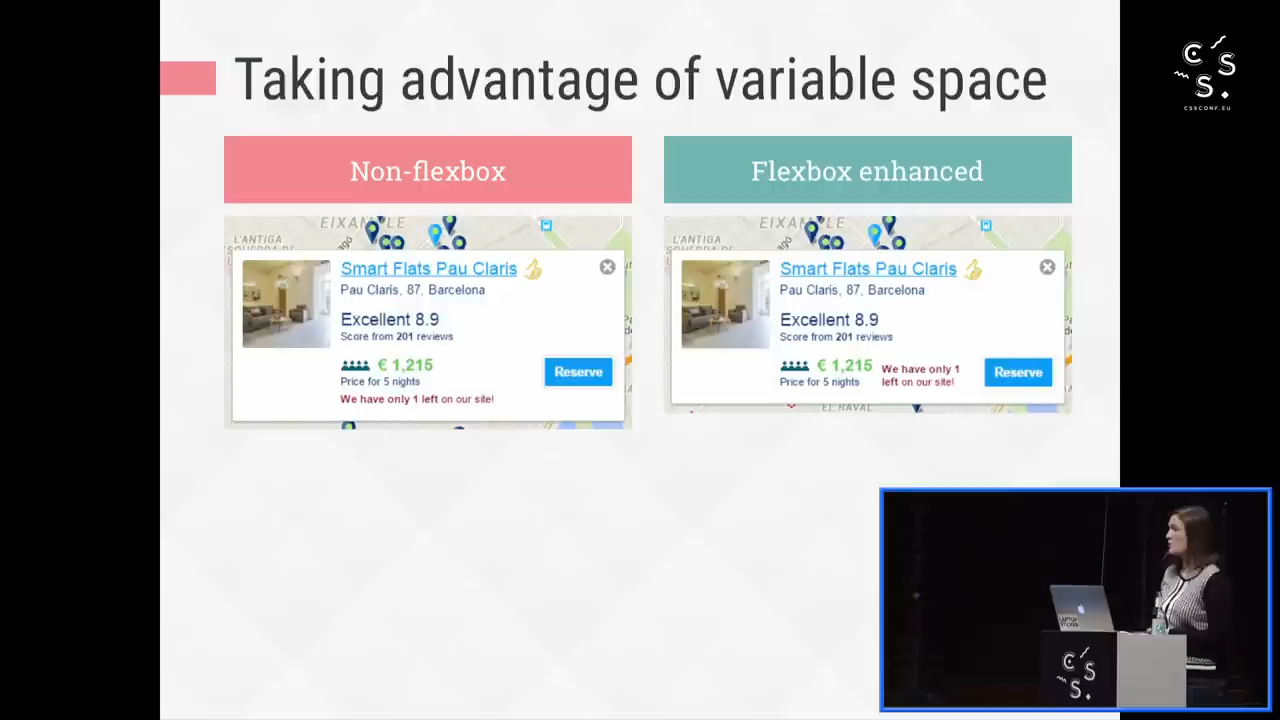 Taking advantage of variable space
C S S
CSSCONF.EU
Non-flexbox
Flexbox enhanced
EIXAMPLE
L'ANTIGA
Smart Flats Pau Claris
Pau Claris, 87, Barcelona
Excellent 8.9
Score from 201 reviews
€ 1,215
Price for 5 nights
We have only 1 left on our site!
Reserve
EIXAMPLE
L'ANTIGA
Smart Flats Pau Claris
Pau Claris, 87, Barcelona
Excellent 8.9
Score from 201 reviews
€ 1,215
Price for 5 nights
We have only 1
left on our site!
Reserve
EL RAVAL
C S S